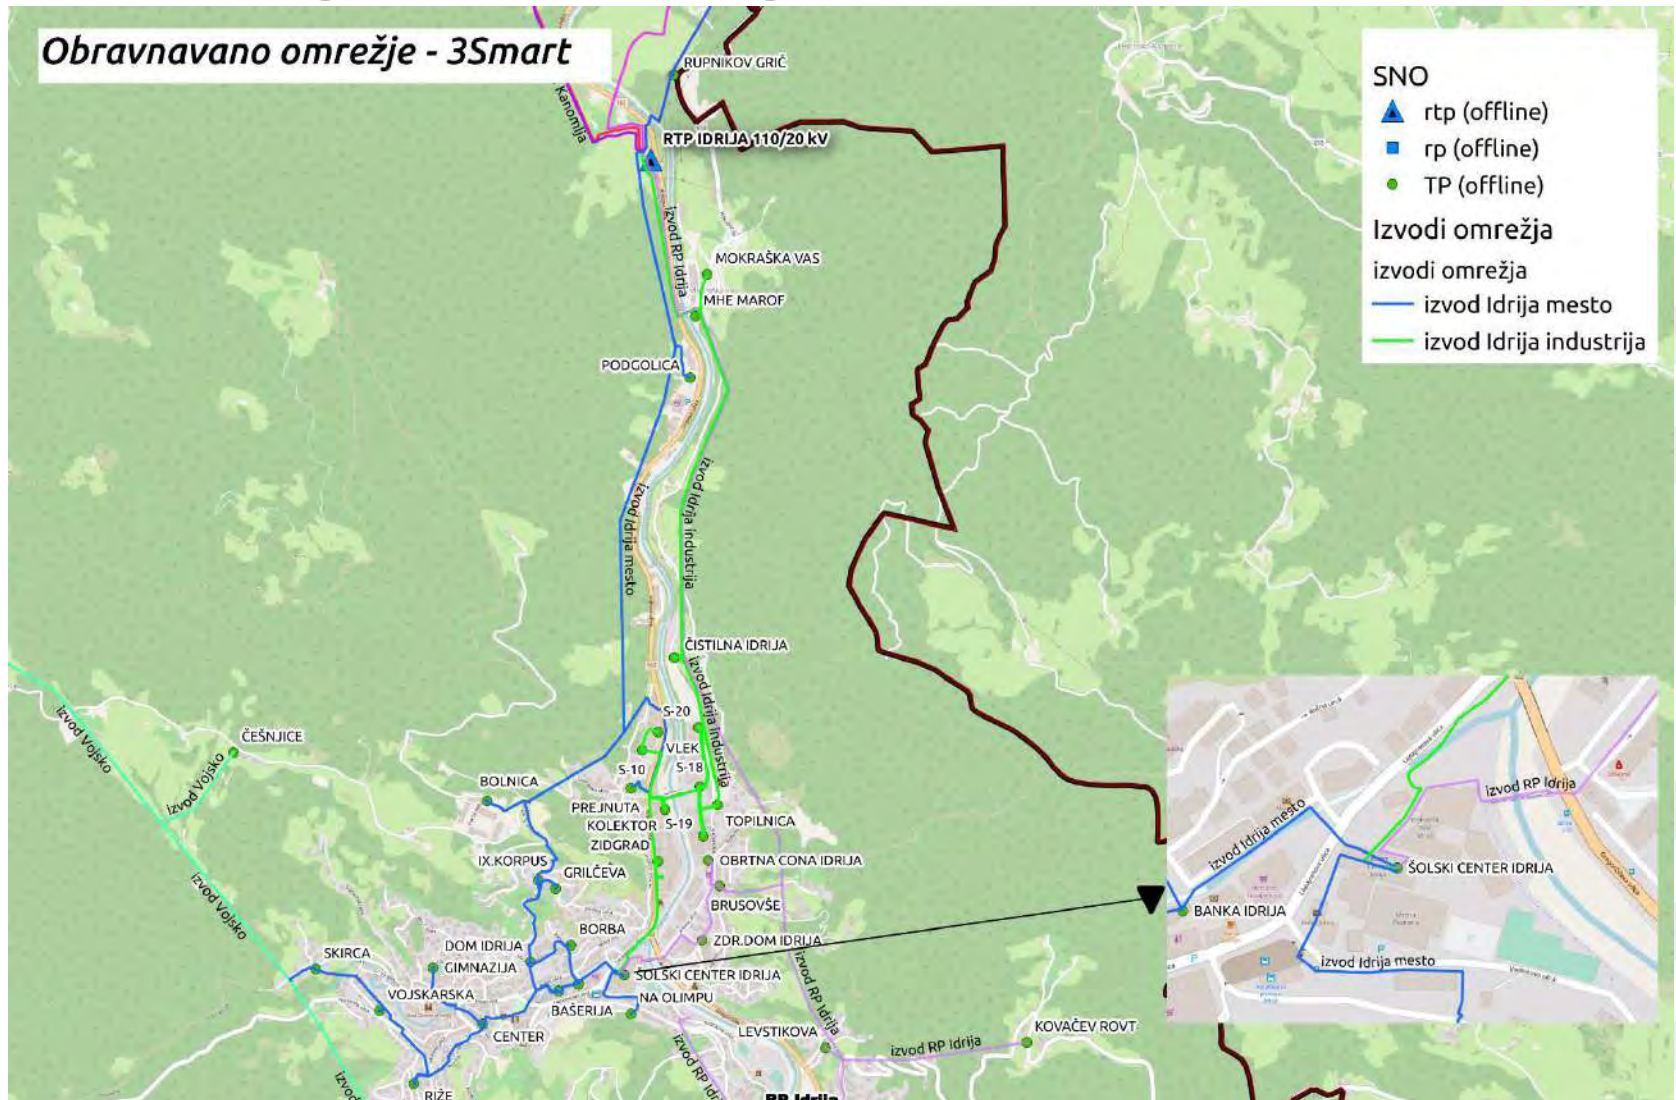 Obravnavano omrežje - 3Smart
SNO
rtp (offline)
rp (offline)
TP (offline)
Izvodi omrežja
izvodi omrežja
izvod Idrija mesto
izvod Idrija industrija
RUPNIKOV GRIČ
Kanomlja
RTP IDRIJA 110/20 kV
izvod RP Idrija
MOKRAŠKA VAS
MHE MAROF
PODGOLICA
izvod Idrija mesto
izvod Idrija industrija
ČISTILNA IDRIJA
izvod Idrija industrija
S-20
VLEK
S-10
S-18
PREJNUTA
KOLEKTOR
S-19
TOPILNICA
ZIDGRAD
OBRTNA CONA IDRIJA
BRUSOVŠE
ZDR.DOM IDRIJA
izvod Vojsko
ČEŠNJICE
izvod Vojsko
izvod Vojsko
BOLNICA
IX.KORPUS
GRILČEVA
BORBA
DOM IDRIJA
SKIRCA
GIMNAZIJA
ŠOLSKI CENTER IDRIJA
VOJSKARSKA
NA OLIMPU
BAŠERIJA
CENTER
LEVSTIKOVA
izvod RP Idrija
izvod RP Idrija
KOVAČEV ROVT
RIŽE
RP Idrija
izvod RP Idrija
izvod Idrija mesto
ŠOLSKI CENTER IDRIJA
BANKA IDRIJA
izvod Idrija mesto